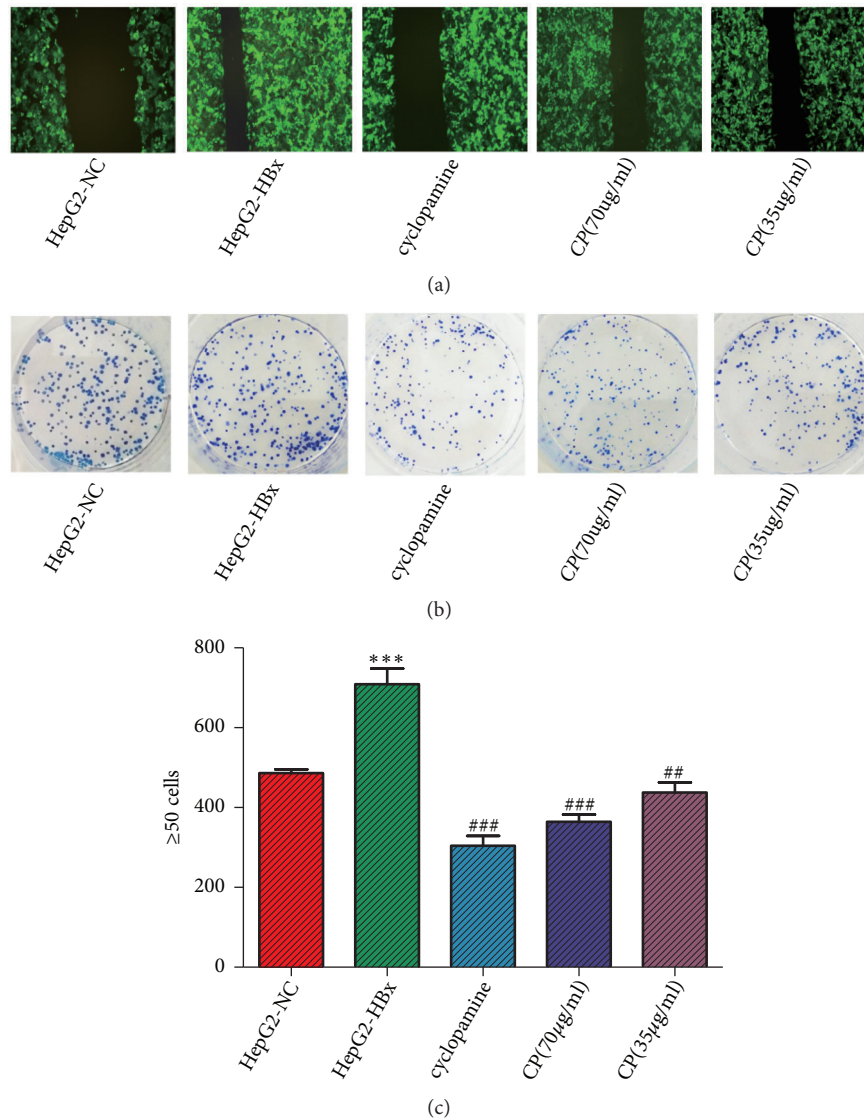 HepG2-NC
HepG2-HBx
cyclopamine
CP(70ug/ml)
CP(35ug/ml)
(a)
HepG2-NC
HepG2-HBx
cyclopamine
CP(70ug/ml)
CP(35ug/ml)
(b)
≥50 cells
800
600
400
200
0
***
###
###
##
HepG2-NC
HepG2-HBx
cyclopamine
CP(70μg/ml)
CP(35μg/ml)
(c)